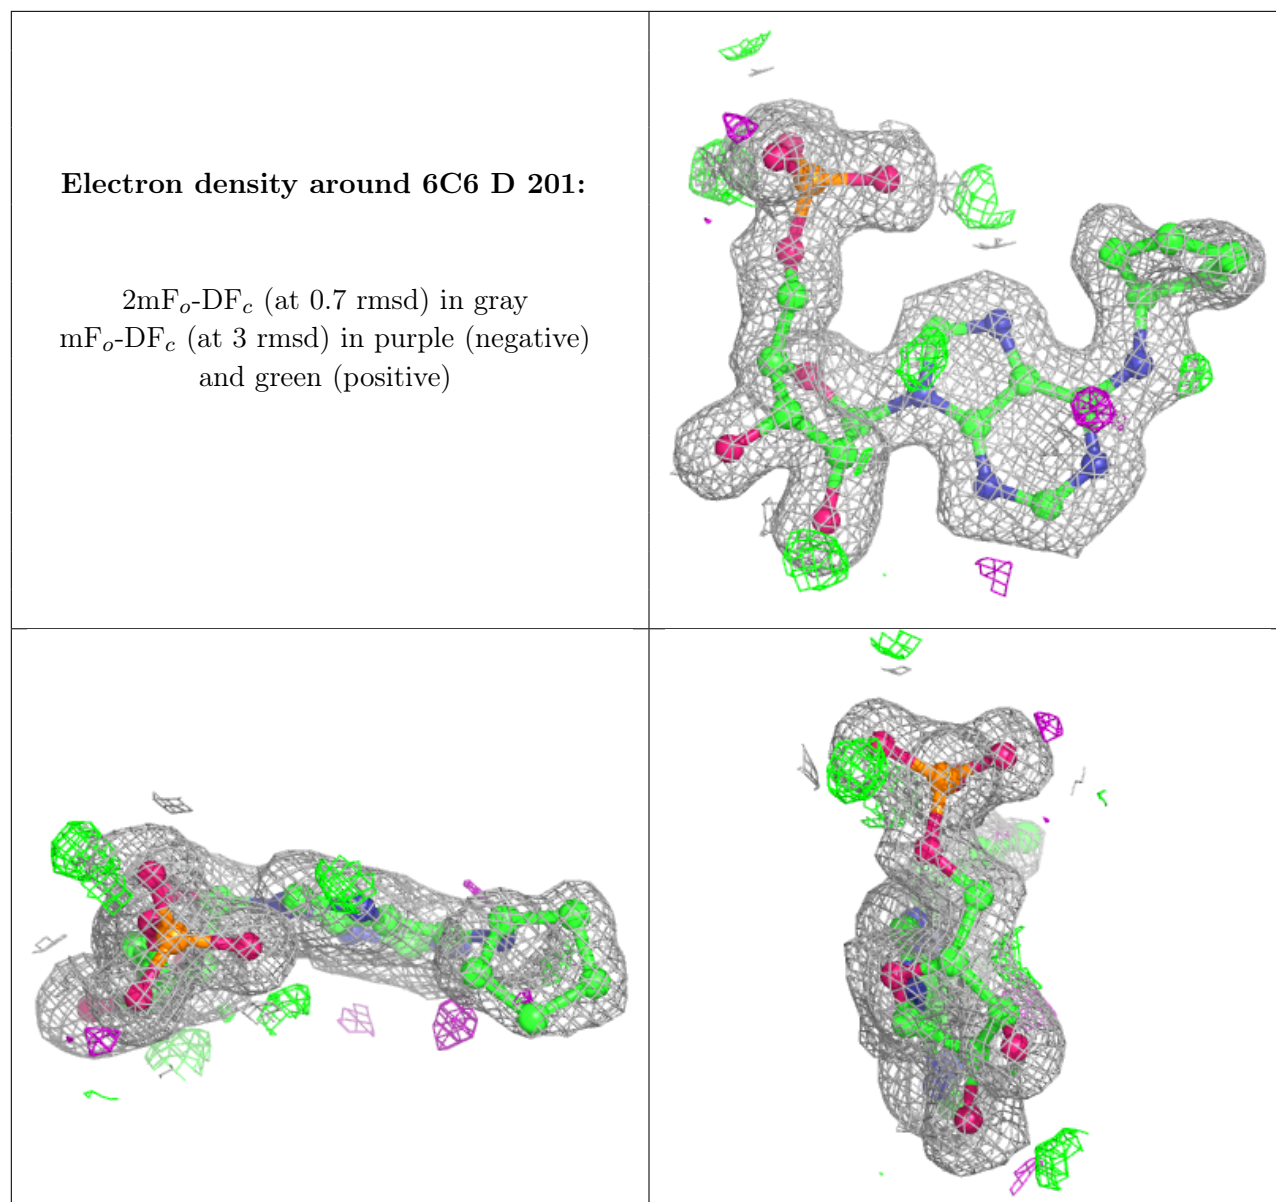 Electron density around 6C6 D 201:
2mFo-DFc (at 0.7 rmsd) in gray
mFo-DFc (at 3 rmsd) in purple (negative)
and green (positive)